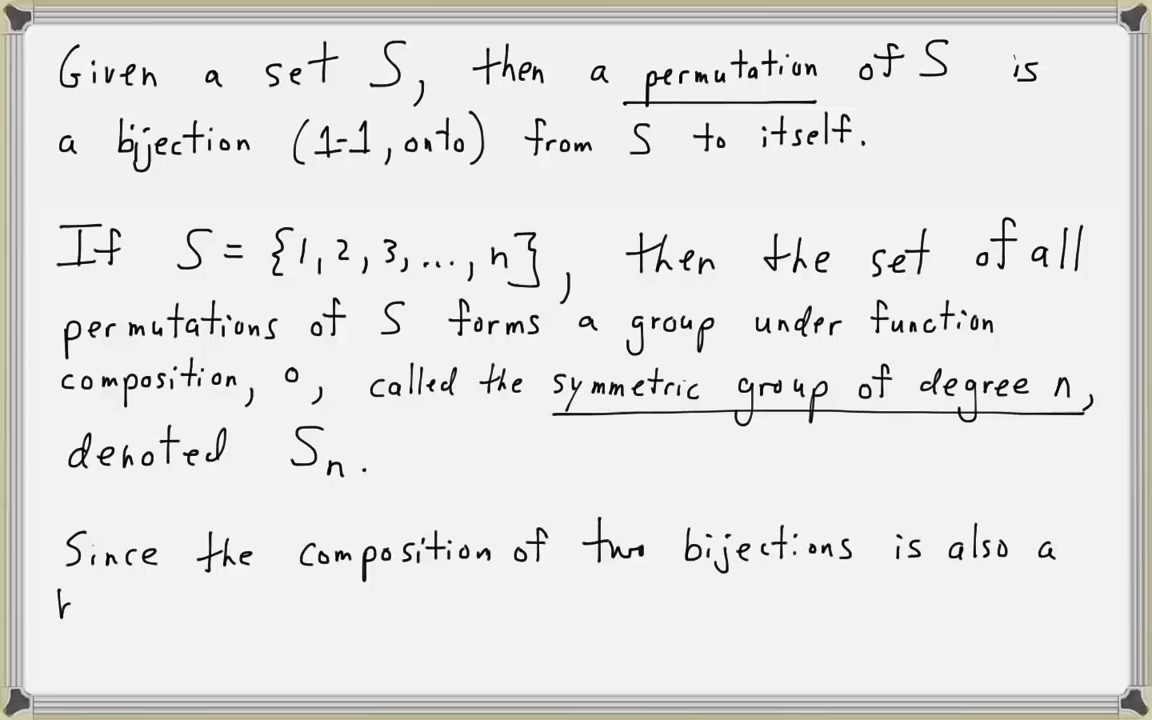 Given a set S, then a permutation of S is
a bijection (1-1, onto) from S to itself.
If S = {1, 2, 3, ..., n}, then the set of all
permutations of S forms a group under function
composition, o, called the symmetric group of degree n,
denoted Sn.
Since the composition of two bijections is also a